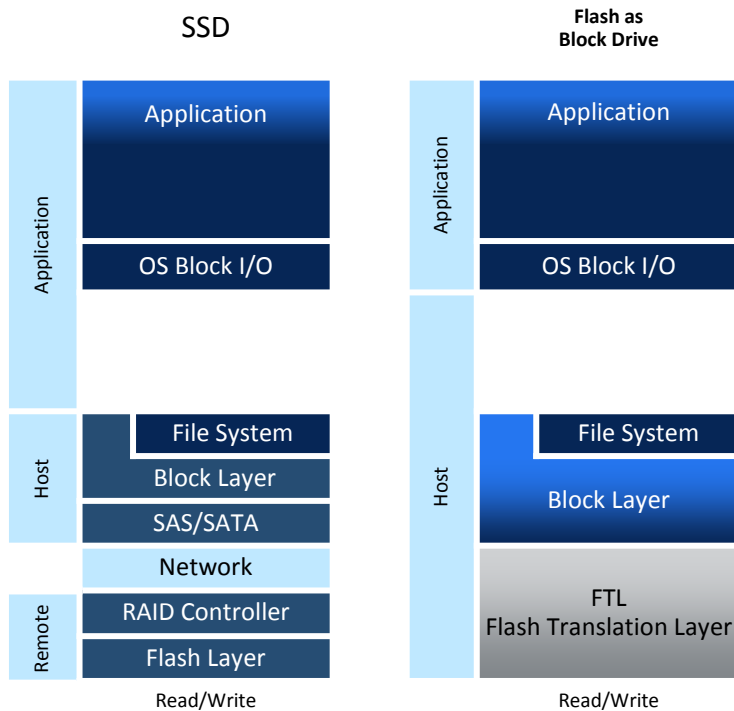 SSD
Application
Application
OS Block I/O
Host
File System
Block Layer
SAS/SATA
Network
Remote
RAID Controller
Flash Layer
Read/Write
Flash as
Block Drive
Application
Application
OS Block I/O
Host
File System
Block Layer
FTL
Flash Translation Layer
Read/Write